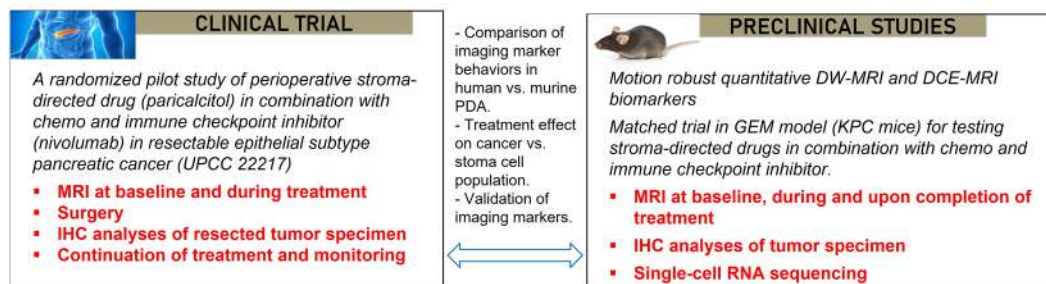 CLINICAL TRIAL
A randomized pilot study of perioperative stroma-
directed drug (paricalcitol) in combination with
chemo and immune checkpoint inhibitor
(nivolumab) in resectable epithelial subtype
pancreatic cancer (UPCC 22217)
▪ MRI at baseline and during treatment
▪ Surgery
▪ IHC analyses of resected tumor specimen
▪ Continuation of treatment and monitoring
- Comparison of
imaging marker
behaviors in
human vs. murine
PDA.
- Treatment effect
on cancer vs.
stoma cell
population.
- Validation of
imaging markers.
PRECLINICAL STUDIES
Motion robust quantitative DW-MRI and DCE-MRI
biomarkers
Matched trial in GEM model (KPC mice) for testing
stroma-directed drugs in combination with chemo and
immune checkpoint inhibitor.
▪ MRI at baseline, during and upon completion of
treatment
▪ IHC analyses of tumor specimen
▪ Single-cell RNA sequencing